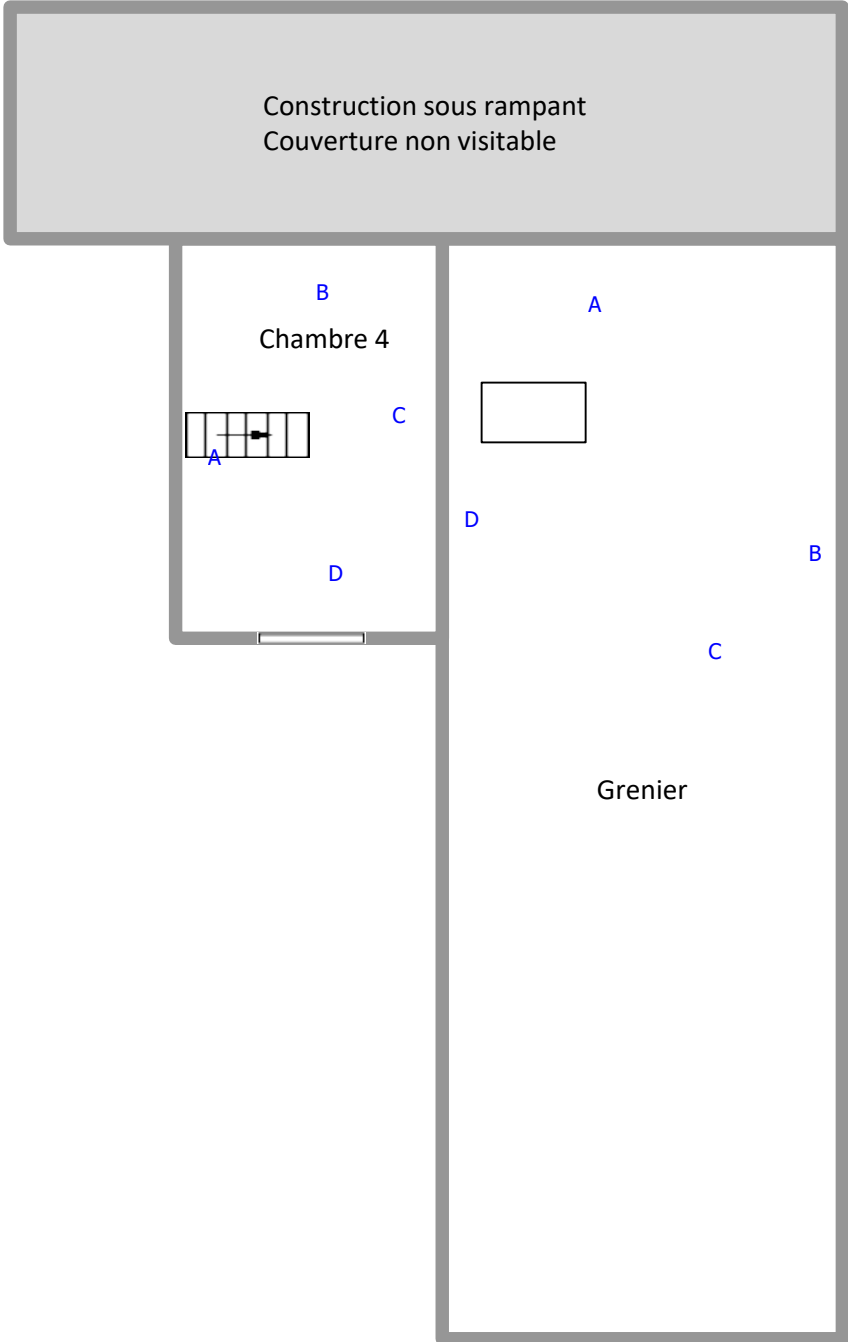 Construction sous rampant
Couverture non visitable
B
Chambre 4
C
A
D
A
D
B
C
Grenier